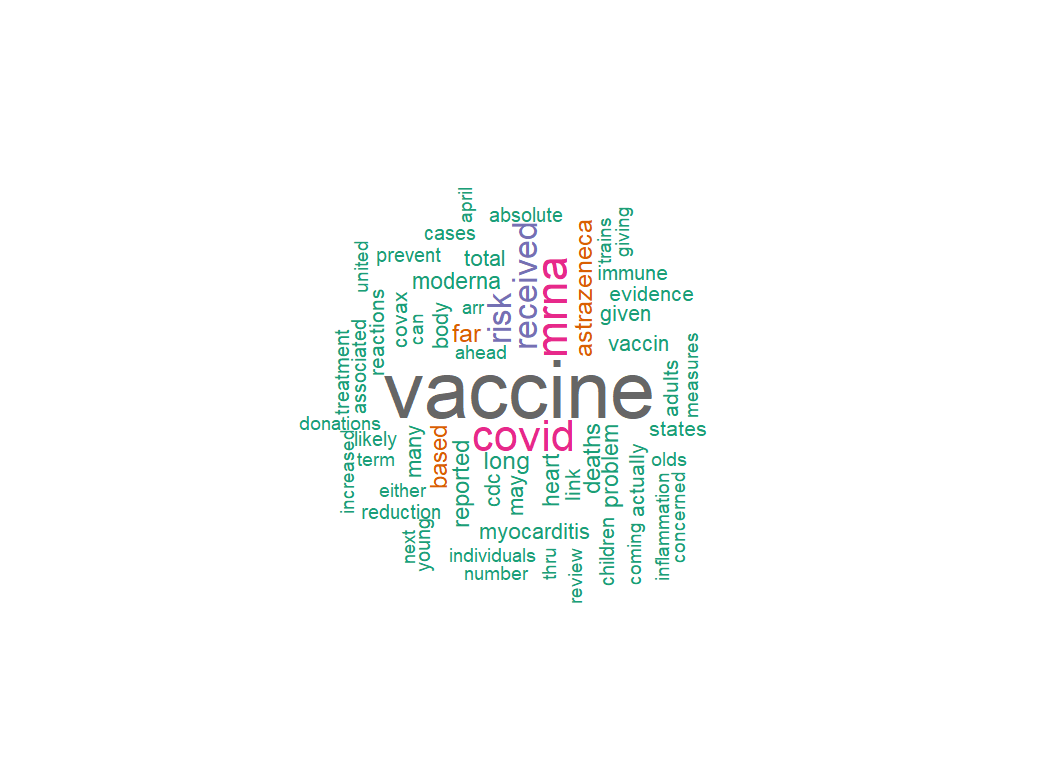 april
absolute
cases
received
astrazeneca
trains
giving
united
prevent
total
mrna
immune
moderna
evidence
reactions
covax
can
body
arr
risk
given
far
treatment
associated
ahead
vaccin
measures
vaccine
adults
donations
covid
states
likely
many
based
reported
long
heart
link
deaths
problem
actually
olds
increased
term
cdc
may
either
inflammation
concerned
reduction
next
young
myocarditis
children
coming
individuals
thru
review
number